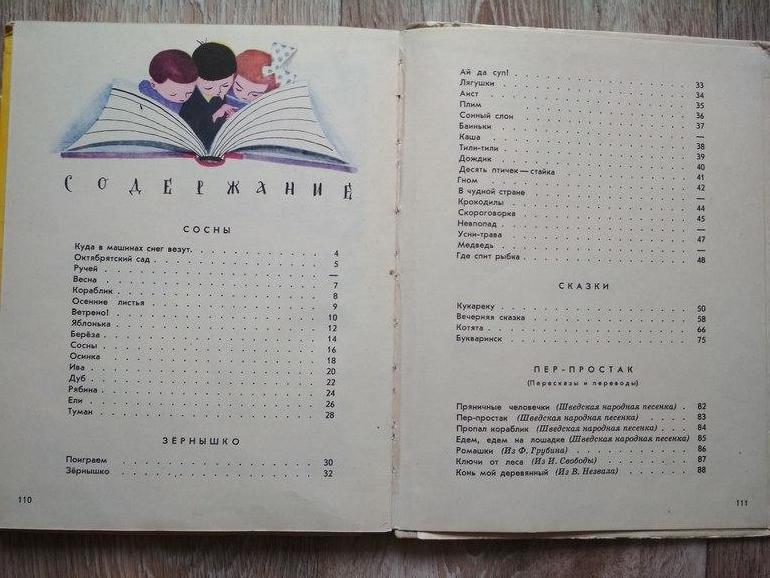 СОДЕРЖАНИЕ
СОСНЫ
Куда в машинах снег везут. . . . 4
Октябрятский сад . . . . 5
Ручей . . . . —
Весна . . . . 7
Кораблик . . . . 8
Осенние листья . . . . 9
Ветрено! . . . . 10
Яблонька . . . . 12
Берёза . . . . 14
Сосны . . . . 16
Осинка . . . . 18
Ива . . . . 20
Дуб . . . . 22
Рябина . . . . 24
Ели . . . . 26
Туман . . . . 28
ЗЁРНЫШКО
Поиграем . . . . 30
Зёрнышко . . . . 32
110
Ай да суп! . . . . 33
Лягушки . . . . 34
Аист . . . . 35
Плим . . . . 36
Сонный слон . . . . 37
Баиньки . . . . —
Каша . . . . 38
Тили-тили . . . . 39
Дождик . . . . 40
Десять птичек — стайка . . . . 41
Гном . . . . 42
В чудной стране . . . . —
Крокодилы . . . . 44
Скороговорка . . . . 45
Невпопад . . . . —
Усни-трава . . . . 47
Медведь . . . . —
Где спит рыбка . . . . 48
СКАЗКИ
Кукареку . . . . 50
Вечерняя сказка . . . . 58
Котята . . . . 66
Букваринск . . . . 75
ПЕР-ПРОСТАК
(Пересказы и переводы)
Пряничные человечки (Шведская народная песенка) . 82
Пер-простак (Шведская народная песенка) . . . . 83
Пропал кораблик (Шведская народная песенка) . . . 84
Едем, едем на лошадке (Шведская народная песенка) . 85
Ромашки (Из Ф. Грубина) . . . . 86
Ключи от леса (Из И. Свободы) . . . . 87
Конь мой деревянный (Из В. Незвала) . . . . 88
111